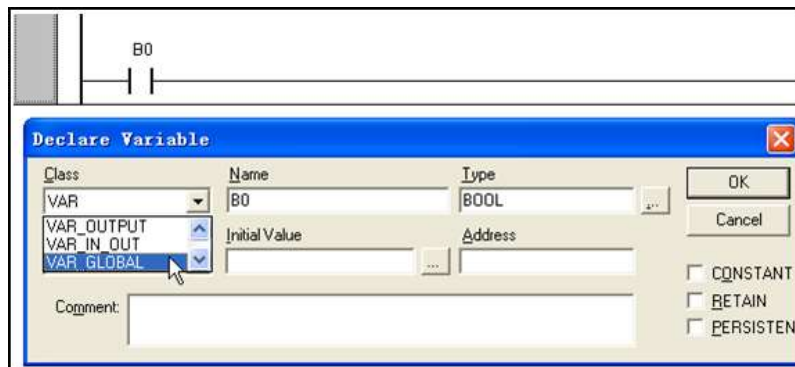 B0
Declare Variable
Class Name Type
VAR B0 BOOL ... OK
VAR_OUTPUT
VAR_IN_OUT
VAR_GLOBAL
Initial Value Address Cancel
...
CONSTANT
Comment: RETAIN
PERSISTEN